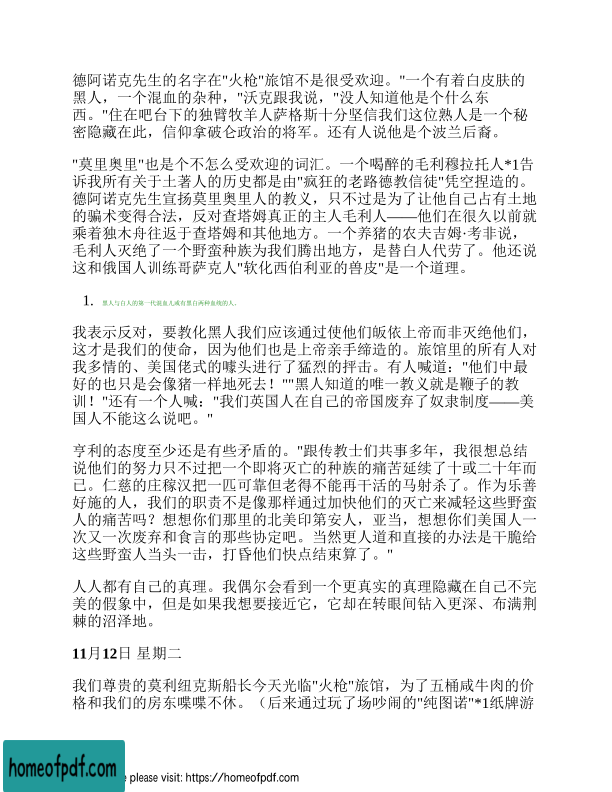 德阿诺克先生的名字在"火枪"旅馆不是很受欢迎。"一个有着白皮肤的
黑人，一个混血的杂种，"沃克跟我说，"没人知道他是个什么东
西。"住在吧台下的独臂牧羊人萨格斯十分坚信我们这位熟人是一个秘
密隐藏在此，信仰拿破仑政治的将军。还有人说他是个波兰后裔。
"莫里奥里"也是个不怎么受欢迎的词汇。一个喝醉的毛利穆拉托人*1告
诉我所有关于土著人的历史都是由"疯狂的老路德教信徒"凭空捏造的。
德阿诺克先生宣扬莫里奥里人的教义，只不过是为了让他自己占有土地
的骗术变得合法，反对查塔姆真正的主人毛利人——他们在很久以前就
乘着独木舟往返于查塔姆和其他地方。一个养猪的农夫吉姆·考非说，
毛利人灭绝了一个野蛮种族为我们腾出地方，是替白人代劳了。他还说
这和俄国人训练哥萨克人"软化西伯利亚的兽皮"是一个道理。
1. 黑人与白人的第一代混血儿或有黑白两种血统的人。
我表示反对，要教化黑人我们应该通过使他们皈依上帝而非灭绝他们，
这才是我们的使命，因为他们也是上帝亲手缔造的。旅馆里的所有人对
我多情的、美国佬式的噱头进行了猛烈的抨击。有人喊道："他们中最
好的也只是会像猪一样地死去！""黑人知道的唯一教义就是鞭子的教
训！"还有一个人喊："我们英国人在自己的帝国废弃了奴隶制度——美
国人不能这么说吧。"
亨利的态度至少还是有些矛盾的。"跟传教士们共事多年，我很想总结
说他们的努力只不过把一个即将灭亡的种族的痛苦延续了十或二十年而
已。仁慈的庄稼汉把一匹可靠但老得不能再干活的马射杀了。作为乐善
好施的人，我们的职责不是像那样通过加快他们的灭亡来减轻这些野蛮
人的痛苦吗？想想你们那里的北美印第安人，亚当，想想你们美国人一
次又一次废弃和食言的那些协定吧。当然更人道和直接的办法是干脆给
这些野蛮人当头一击，打昏他们快点结束算了。"
人人都有自己的真理。我偶尔会看到一个更真实的真理隐藏在自己不完
美的假象中，但是如果我想要接近它，它却在转眼间钻入更深、布满荆
棘的沼泽地。
11月12日 星期二
我们尊贵的莫利纽克斯船长今天光临"火枪"旅馆，为了五桶咸牛肉的价
格和我们的房东喋喋不休。（后来通过玩了场吵闹的"纯图诺"*1纸牌游
homeofpdf.com
e please visit: https://homeofpdf.com